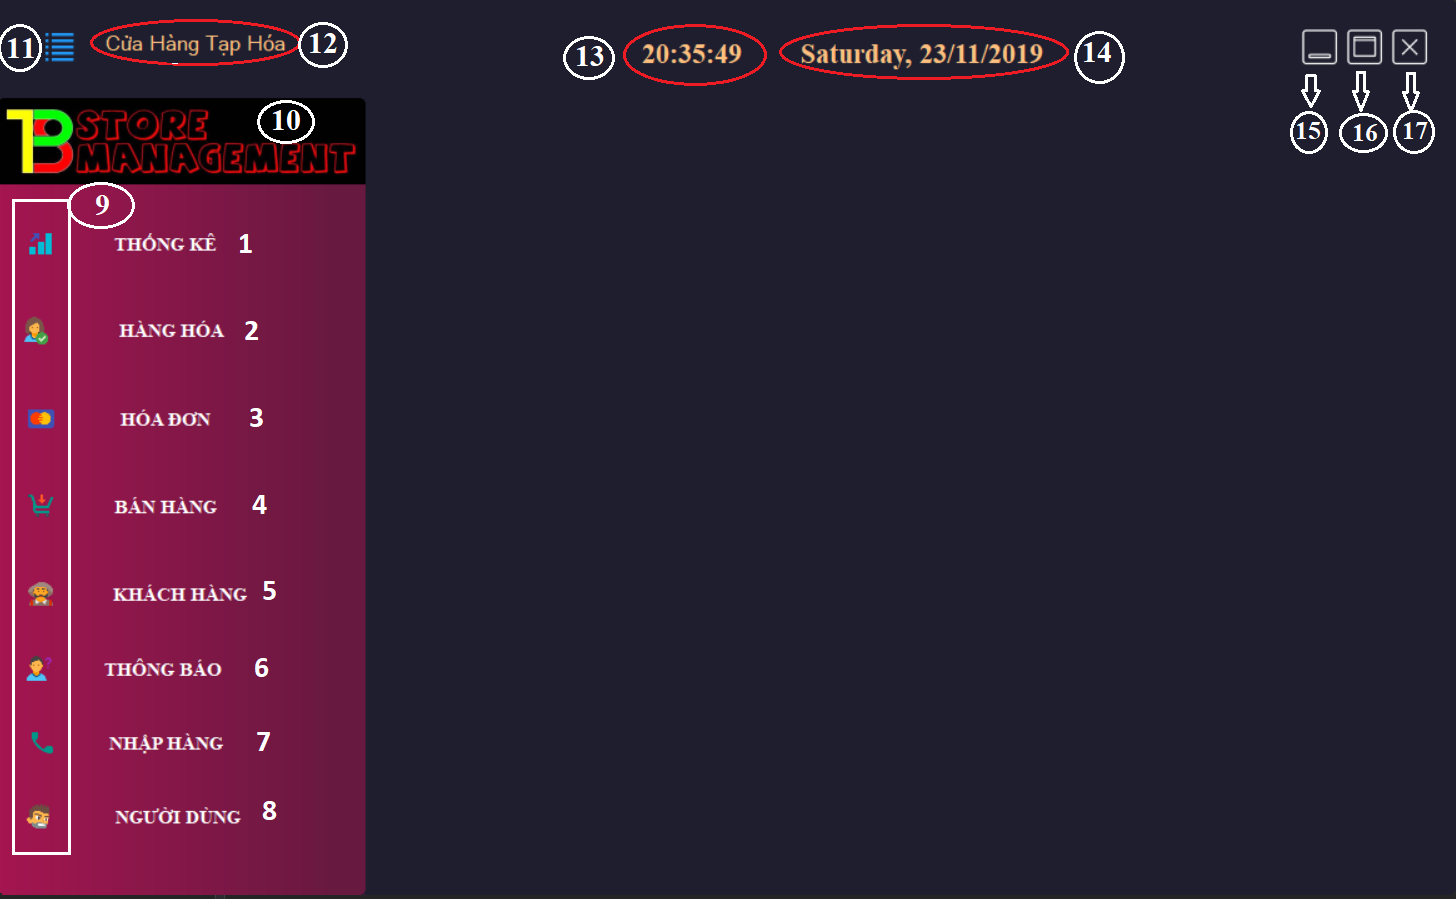 11 Cửa Hàng Tạp Hóa 12
13 20:35:49 Saturday, 23/11/2019 14
15 16 17
TB STORE MANAGEMENT 10
9
THỐNG KÊ 1
HÀNG HÓA 2
HÓA ĐƠN 3
BÁN HÀNG 4
KHÁCH HÀNG 5
THÔNG BÁO 6
NHẬP HÀNG 7
NGƯỜI DÙNG 8